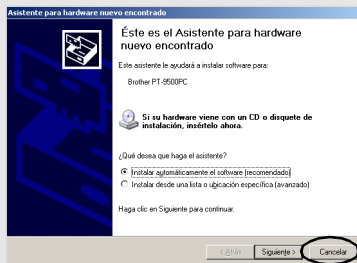 Asistente para hardware nuevo encontrado
Éste es el Asistente para hardware
nuevo encontrado
Este asistente le ayudará a instalar software para:
Brother PT-9500PC
Si su hardware viene con un CD o disquete de
instalación, insértelo ahora.
¿Qué desea que haga el asistente?
Instalar automáticamente el software (recomendado)
Instalar desde una lista o ubicación específica (avanzado)
Haga clic en Siguiente para continuar.
< Atrás Siguiente > Cancelar